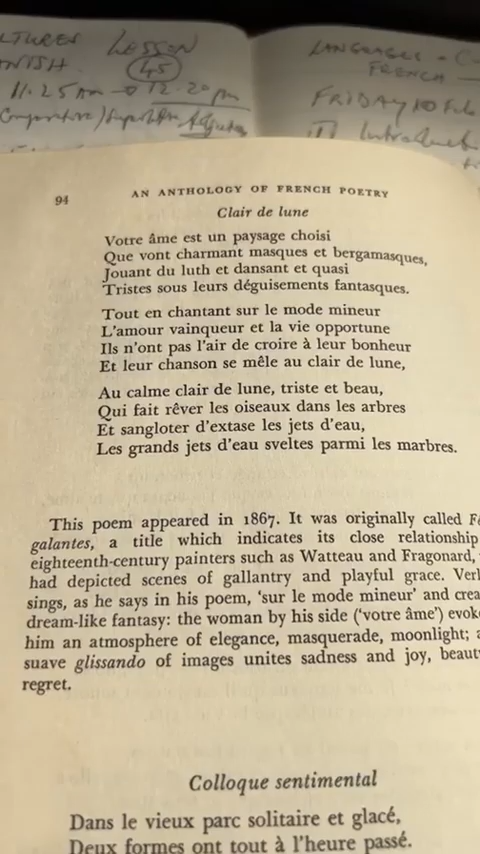 LESSON
45
11.25 am → 12.20 pm
FRENCH
FRIDAY 10 Feb
94
AN ANTHOLOGY OF FRENCH POETRY
Clair de lune
Votre âme est un paysage choisi
Que vont charmant masques et bergamasques,
Jouant du luth et dansant et quasi
Tristes sous leurs déguisements fantasques.
Tout en chantant sur le mode mineur
L'amour vainqueur et la vie opportune
Ils n'ont pas l'air de croire à leur bonheur
Et leur chanson se mêle au clair de lune,
Au calme clair de lune, triste et beau,
Qui fait rêver les oiseaux dans les arbres
Et sangloter d'extase les jets d'eau,
Les grands jets d'eau sveltes parmi les marbres.
This poem appeared in 1867. It was originally called
galantes, a title which indicates its close relationship
eighteenth-century painters such as Watteau and Fragonard,
had depicted scenes of gallantry and playful grace.
sings, as he says in his poem, 'sur le mode mineur' and
dream-like fantasy: the woman by his side ('votre âme')
him an atmosphere of elegance, masquerade, moonlight;
suave glissando of images unites sadness and joy,
regret.
Colloque sentimental
Dans le vieux parc solitaire et glacé,
Deux formes ont tout à l'heure passé.